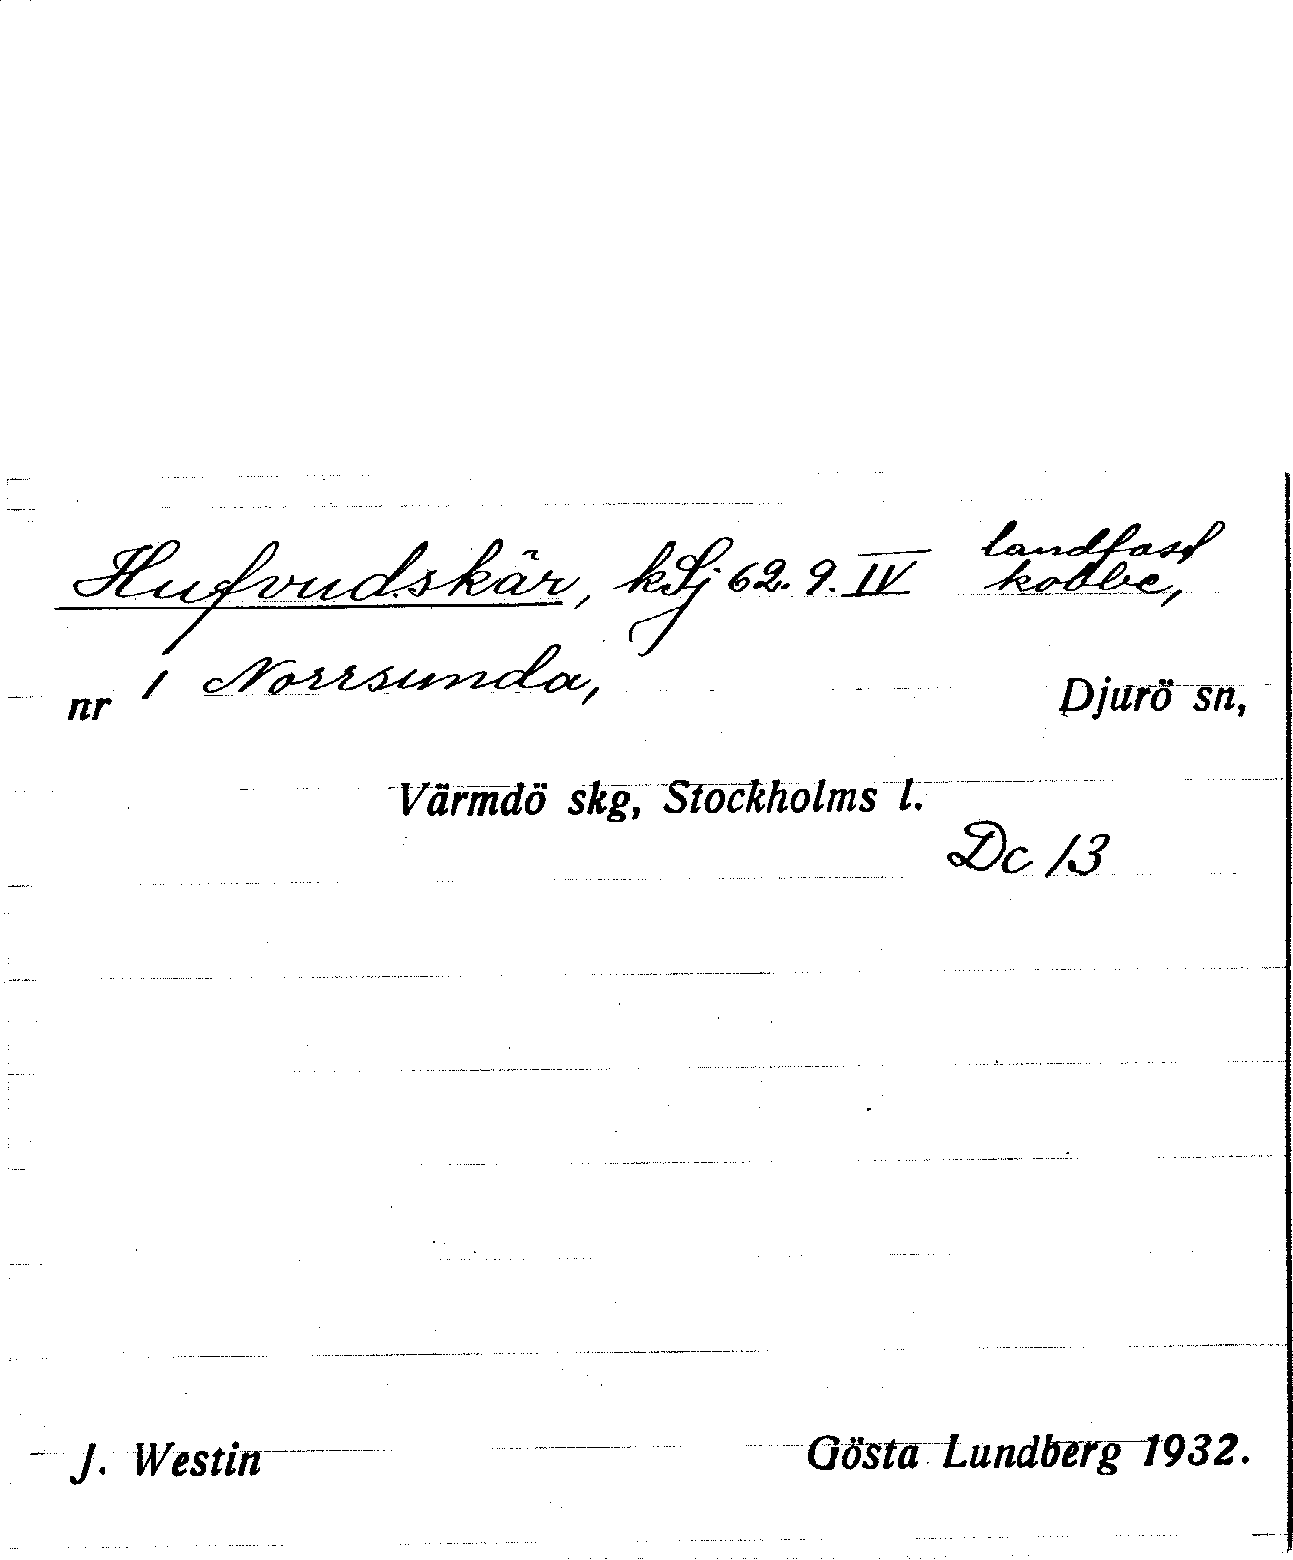 Hufvudskär, kSj 62. 9. IV landfast
kobbe,
nr 1 Norrsunda, Djurö sn,
Värmdö skg, Stockholms l.
Dc 13
J. Westin Gösta Lundberg 1932.